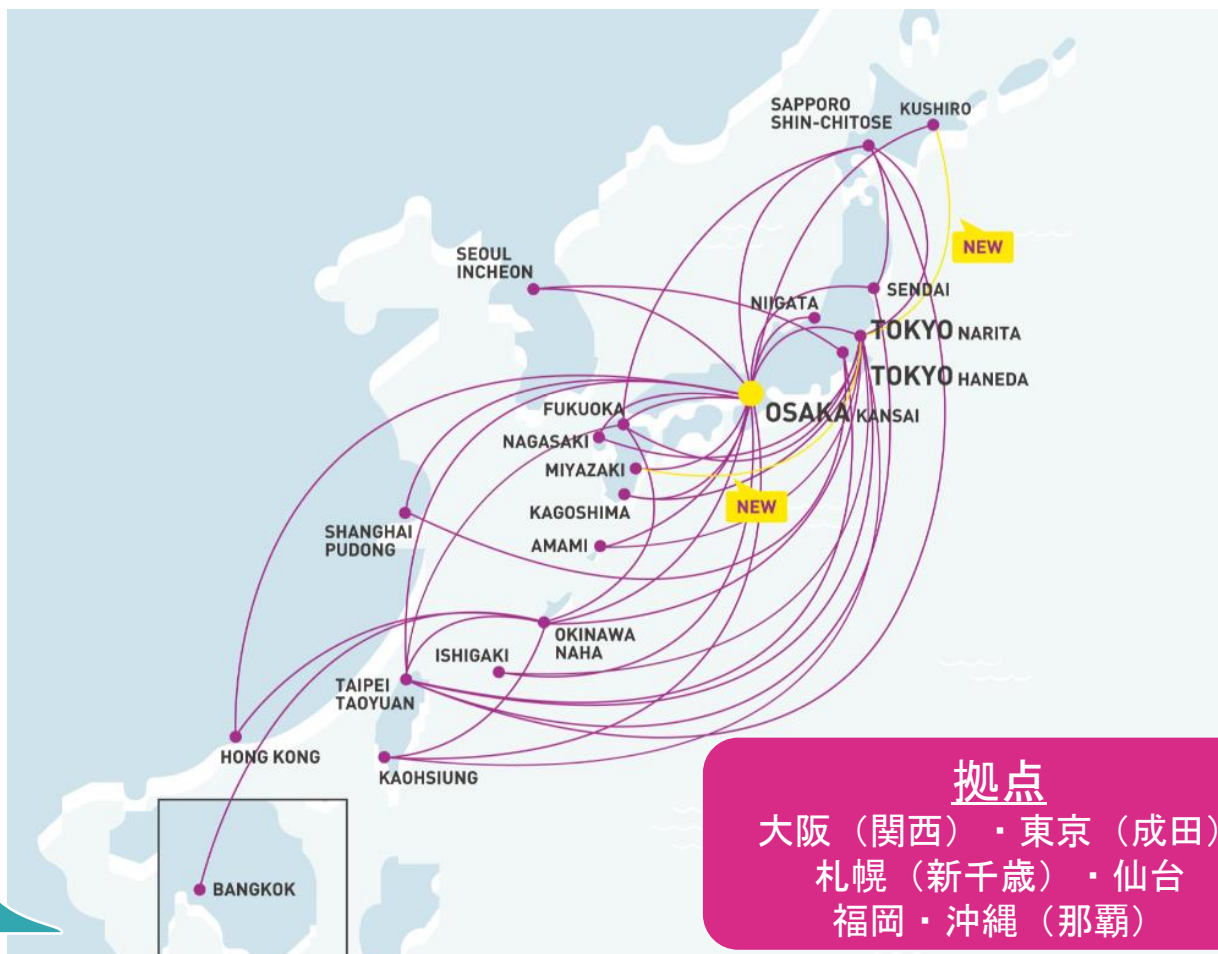 SAPPORO
SHIN-CHITOSE
KUSHIRO
NEW
SEOUL
INCHEON
SENDAI
NIIGATA
TOKYO NARITA
TOKYO HANEDA
OSAKA KANSAI
FUKUOKA
NAGASAKI
MIYAZAKI
NEW
KAGOSHIMA
SHANGHAI
PUDONG
AMAMI
OKINAWA
NAHA
ISHIGAKI
TAIPEI
TAOYUAN
HONG KONG
KAOHSIUNG
BANGKOK
拠点
大阪（関西）・東京（成田）
札幌（新千歳）・仙台
福岡・沖縄（那覇）